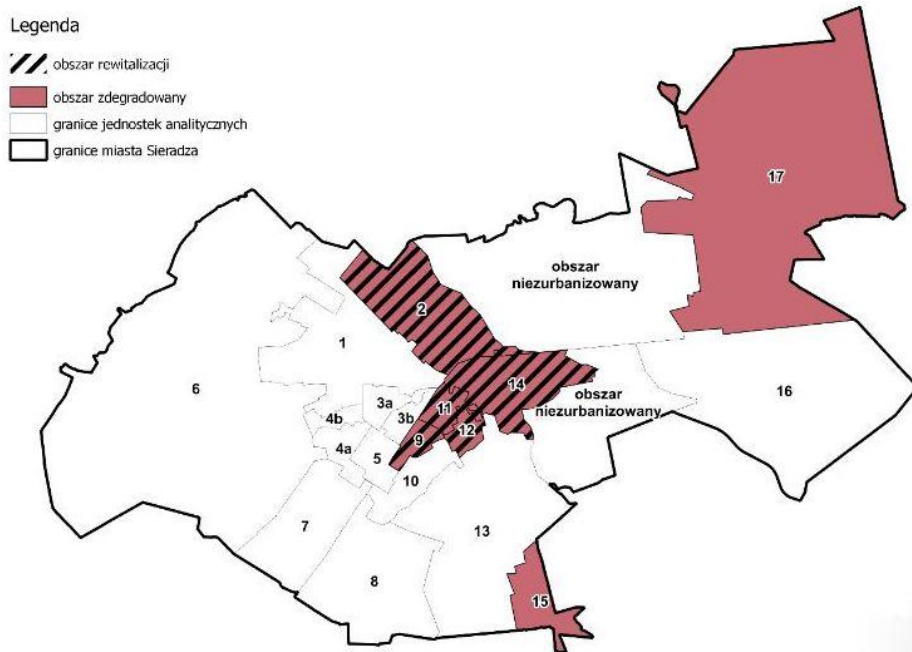 Legenda
obszar rewitalizacji
obszar zdegradowany
granice jednostek analitycznych
granice miasta Sieradza
17
obszar
niezurbanizowany
2
1
6
14
16
3a
11
obszar
niezurbanizowany
4b
3b
12
9
4a
5
10
7
13
8
15